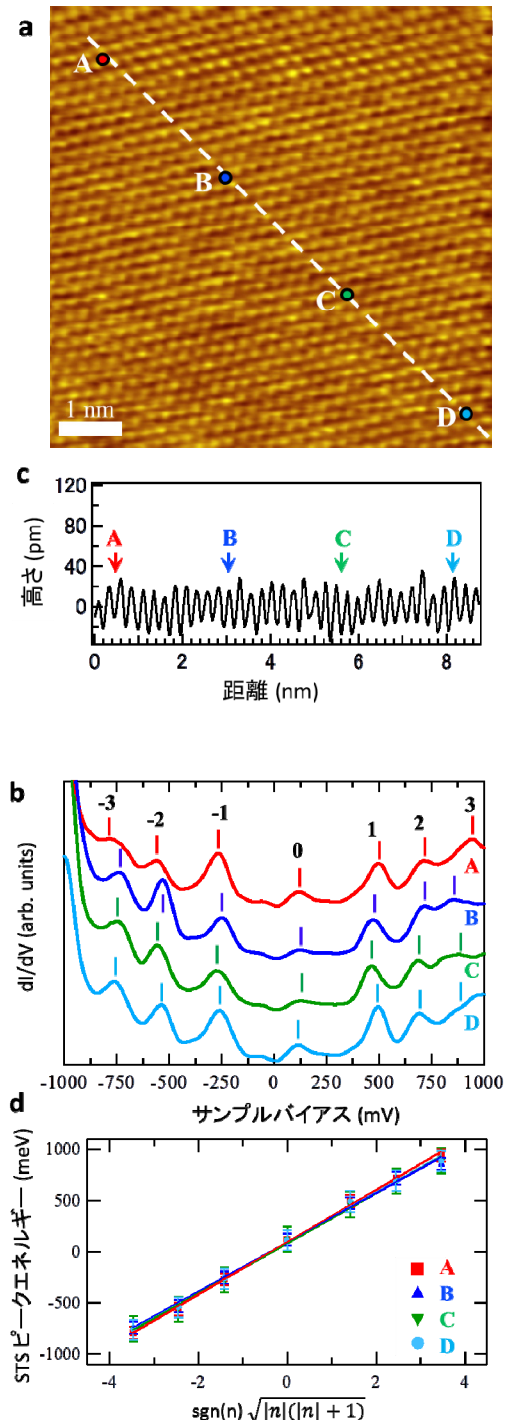 a
A
B
C
D
1 nm
c
120
80
40
0
高さ (pm)
A B C D
0 2 4 6 8
距離 (nm)
b
-3 -2 -1 0 1 2 3
A
B
C
D
dI/dV (arb. units)
-1000 -750 -500 -250 0 250 500 750 1000
サンプルバイアス (mV)
d
1000
500
0
-500
-1000
STS ピークエネルギー (meV)
A
B
C
D
-4 -2 0 2 4
sgn(n) √|n|(|n| + 1)